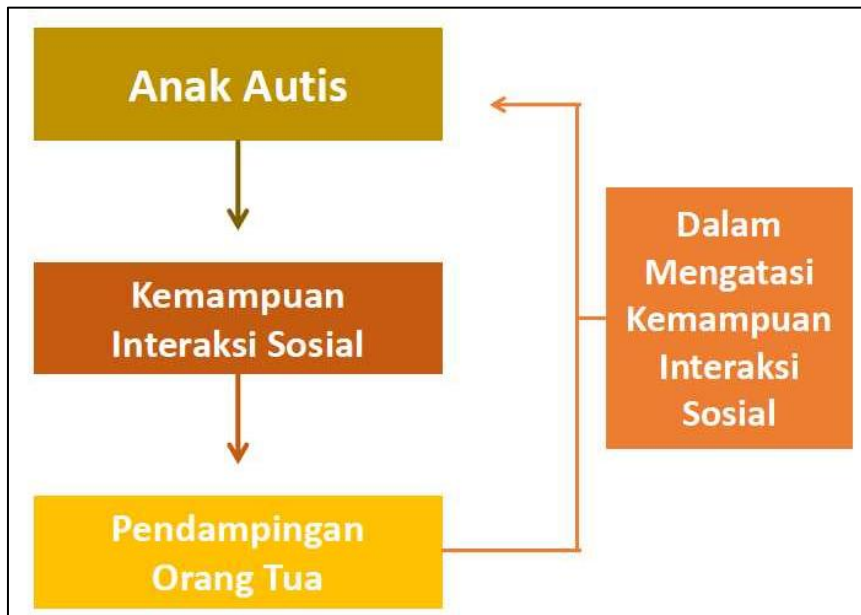 Anak Autis
Kemampuan
Interaksi Sosial
Pendampingan
Orang Tua
Dalam
Mengatasi
Kemampuan
Interaksi
Sosial